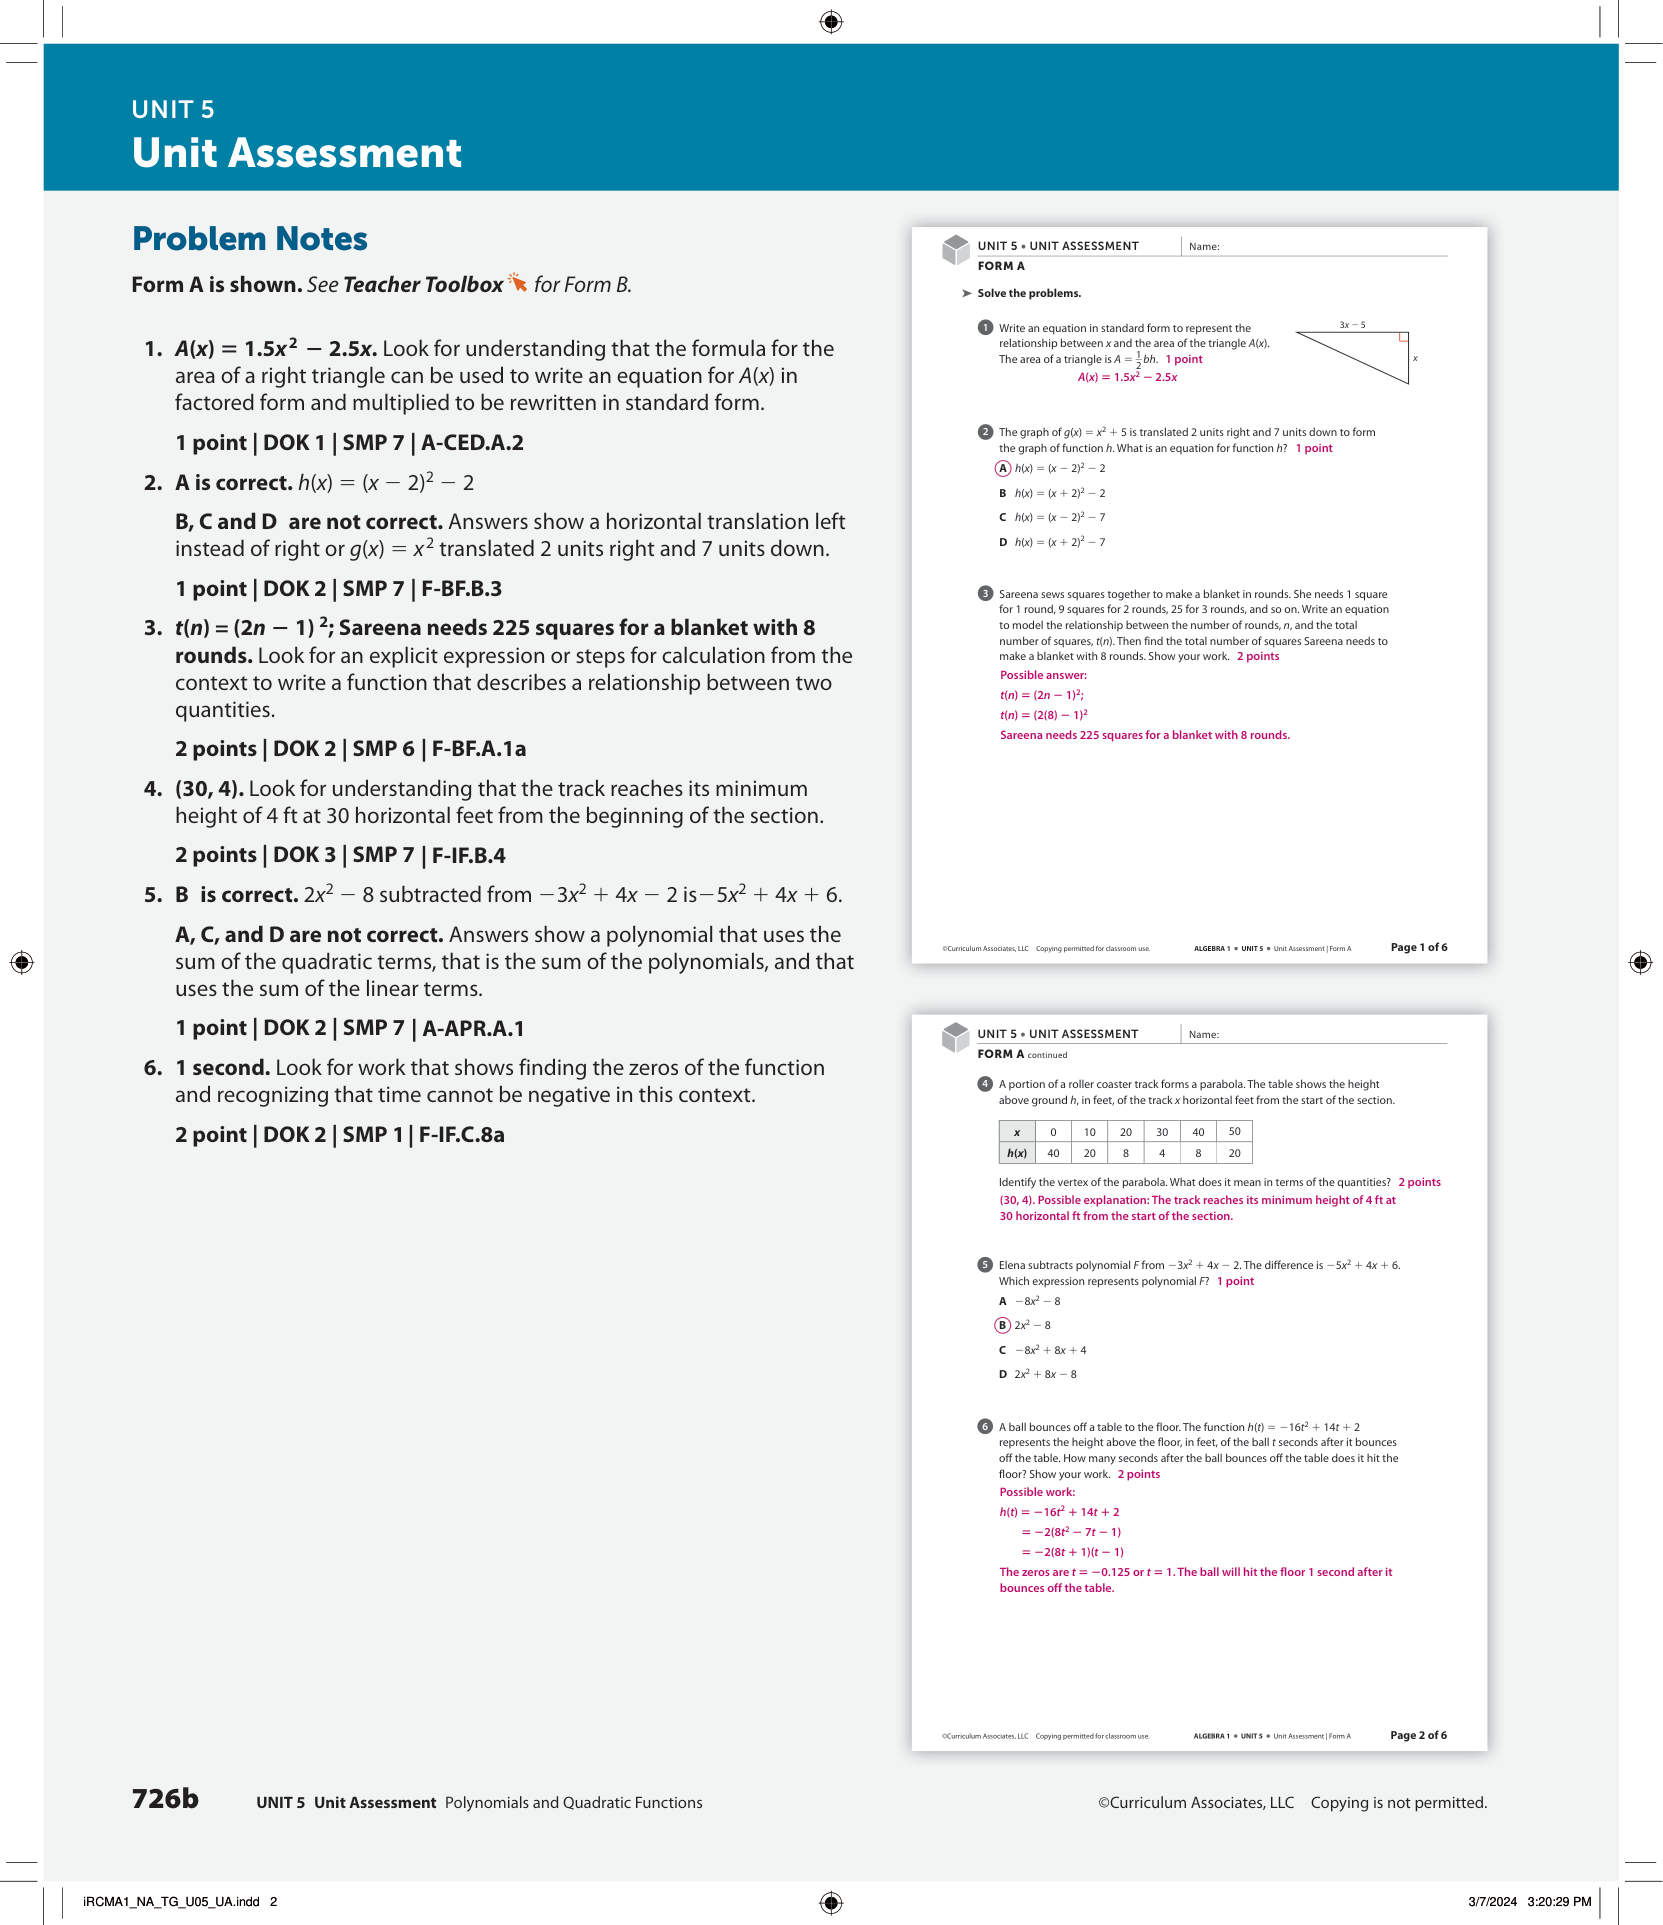 UNIT 5
Unit Assessment
Problem Notes
Form A is shown. See Teacher Toolbox for Form B.
1. A(x) = 1.5x² − 2.5x. Look for understanding that the formula for the
area of a right triangle can be used to write an equation for A(x) in
factored form and multiplied to be rewritten in standard form.
1 point | DOK 1 | SMP 7 | A-CED.A.2
2. A is correct. h(x) = (x − 2)² − 2
B, C and D are not correct. Answers show a horizontal translation left
instead of right or g(x) = x² translated 2 units right and 7 units down.
1 point | DOK 2 | SMP 7 | F-BF.B.3
3. t(n) = (2n − 1) ²; Sareena needs 225 squares for a blanket with 8
rounds. Look for an explicit expression or steps for calculation from the
context to write a function that describes a relationship between two
quantities.
2 points | DOK 2 | SMP 6 | F-BF.A.1a
4. (30, 4). Look for understanding that the track reaches its minimum
height of 4 ft at 30 horizontal feet from the beginning of the section.
2 points | DOK 3 | SMP 7 | F-IF.B.4
5. B is correct. 2x² − 8 subtracted from −3x² + 4x − 2 is−5x² + 4x + 6.
A, C, and D are not correct. Answers show a polynomial that uses the
sum of the quadratic terms, that is the sum of the polynomials, and that
uses the sum of the linear terms.
1 point | DOK 2 | SMP 7 | A-APR.A.1
6. 1 second. Look for work that shows finding the zeros of the function
and recognizing that time cannot be negative in this context.
2 point | DOK 2 | SMP 1 | F-IF.C.8a
UNIT 5 • UNIT ASSESSMENT Name:
FORM A
➤ Solve the problems.
1 Write an equation in standard form to represent the
relationship between x and the area of the triangle A(x).
The area of a triangle is A = 1/2 bh. 1 point
A(x) = 1.5x² − 2.5x
3x − 5
x
2 The graph of g(x) = x² + 5 is translated 2 units right and 7 units down to form
the graph of function h. What is an equation for function h? 1 point
A h(x) = (x − 2)² − 2
B h(x) = (x + 2)² − 2
C h(x) = (x − 2)² − 7
D h(x) = (x + 2)² − 7
3 Sareena sews squares together to make a blanket in rounds. She needs 1 square
for 1 round, 9 squares for 2 rounds, 25 for 3 rounds, and so on. Write an equation
to model the relationship between the number of rounds, n, and the total
number of squares, t(n). Then find the total number of squares Sareena needs to
make a blanket with 8 rounds. Show your work. 2 points
Possible answer:
t(n) = (2n − 1)²;
t(n) = (2(8) − 1)²
Sareena needs 225 squares for a blanket with 8 rounds.
©Curriculum Associates, LLC Copying permitted for classroom use. ALGEBRA 1 • UNIT 5 • Unit Assessment | Form A Page 1 of 6
UNIT 5 • UNIT ASSESSMENT Name:
FORM A continued
4 A portion of a roller coaster track forms a parabola. The table shows the height
above ground h, in feet, of the track x horizontal feet from the start of the section.
x 0 10 20 30 40 50
h(x) 40 20 8 4 8 20
Identify the vertex of the parabola. What does it mean in terms of the quantities? 2 points
(30, 4). Possible explanation: The track reaches its minimum height of 4 ft at
30 horizontal ft from the start of the section.
5 Elena subtracts polynomial F from −3x² + 4x − 2. The difference is −5x² + 4x + 6.
Which expression represents polynomial F? 1 point
A −8x² − 8
B 2x² − 8
C −8x² + 8x + 4
D 2x² + 8x − 8
6 A ball bounces off a table to the floor. The function h(t) = −16t² + 14t + 2
represents the height above the floor, in feet, of the ball t seconds after it bounces
off the table. How many seconds after the ball bounces off the table does it hit the
floor? Show your work. 2 points
Possible work:
h(t) = −16t² + 14t + 2
= −2(8t² − 7t − 1)
= −2(8t + 1)(t − 1)
The zeros are t = −0.125 or t = 1. The ball will hit the floor 1 second after it
bounces off the table.
©Curriculum Associates, LLC Copying permitted for classroom use. ALGEBRA 1 • UNIT 5 • Unit Assessment | Form A Page 2 of 6
726b UNIT 5 Unit Assessment Polynomials and Quadratic Functions ©Curriculum Associates, LLC Copying is not permitted.
iRCMA1_NA_TG_U05_UA.indd 2 3/7/2024 3:20:29 PM